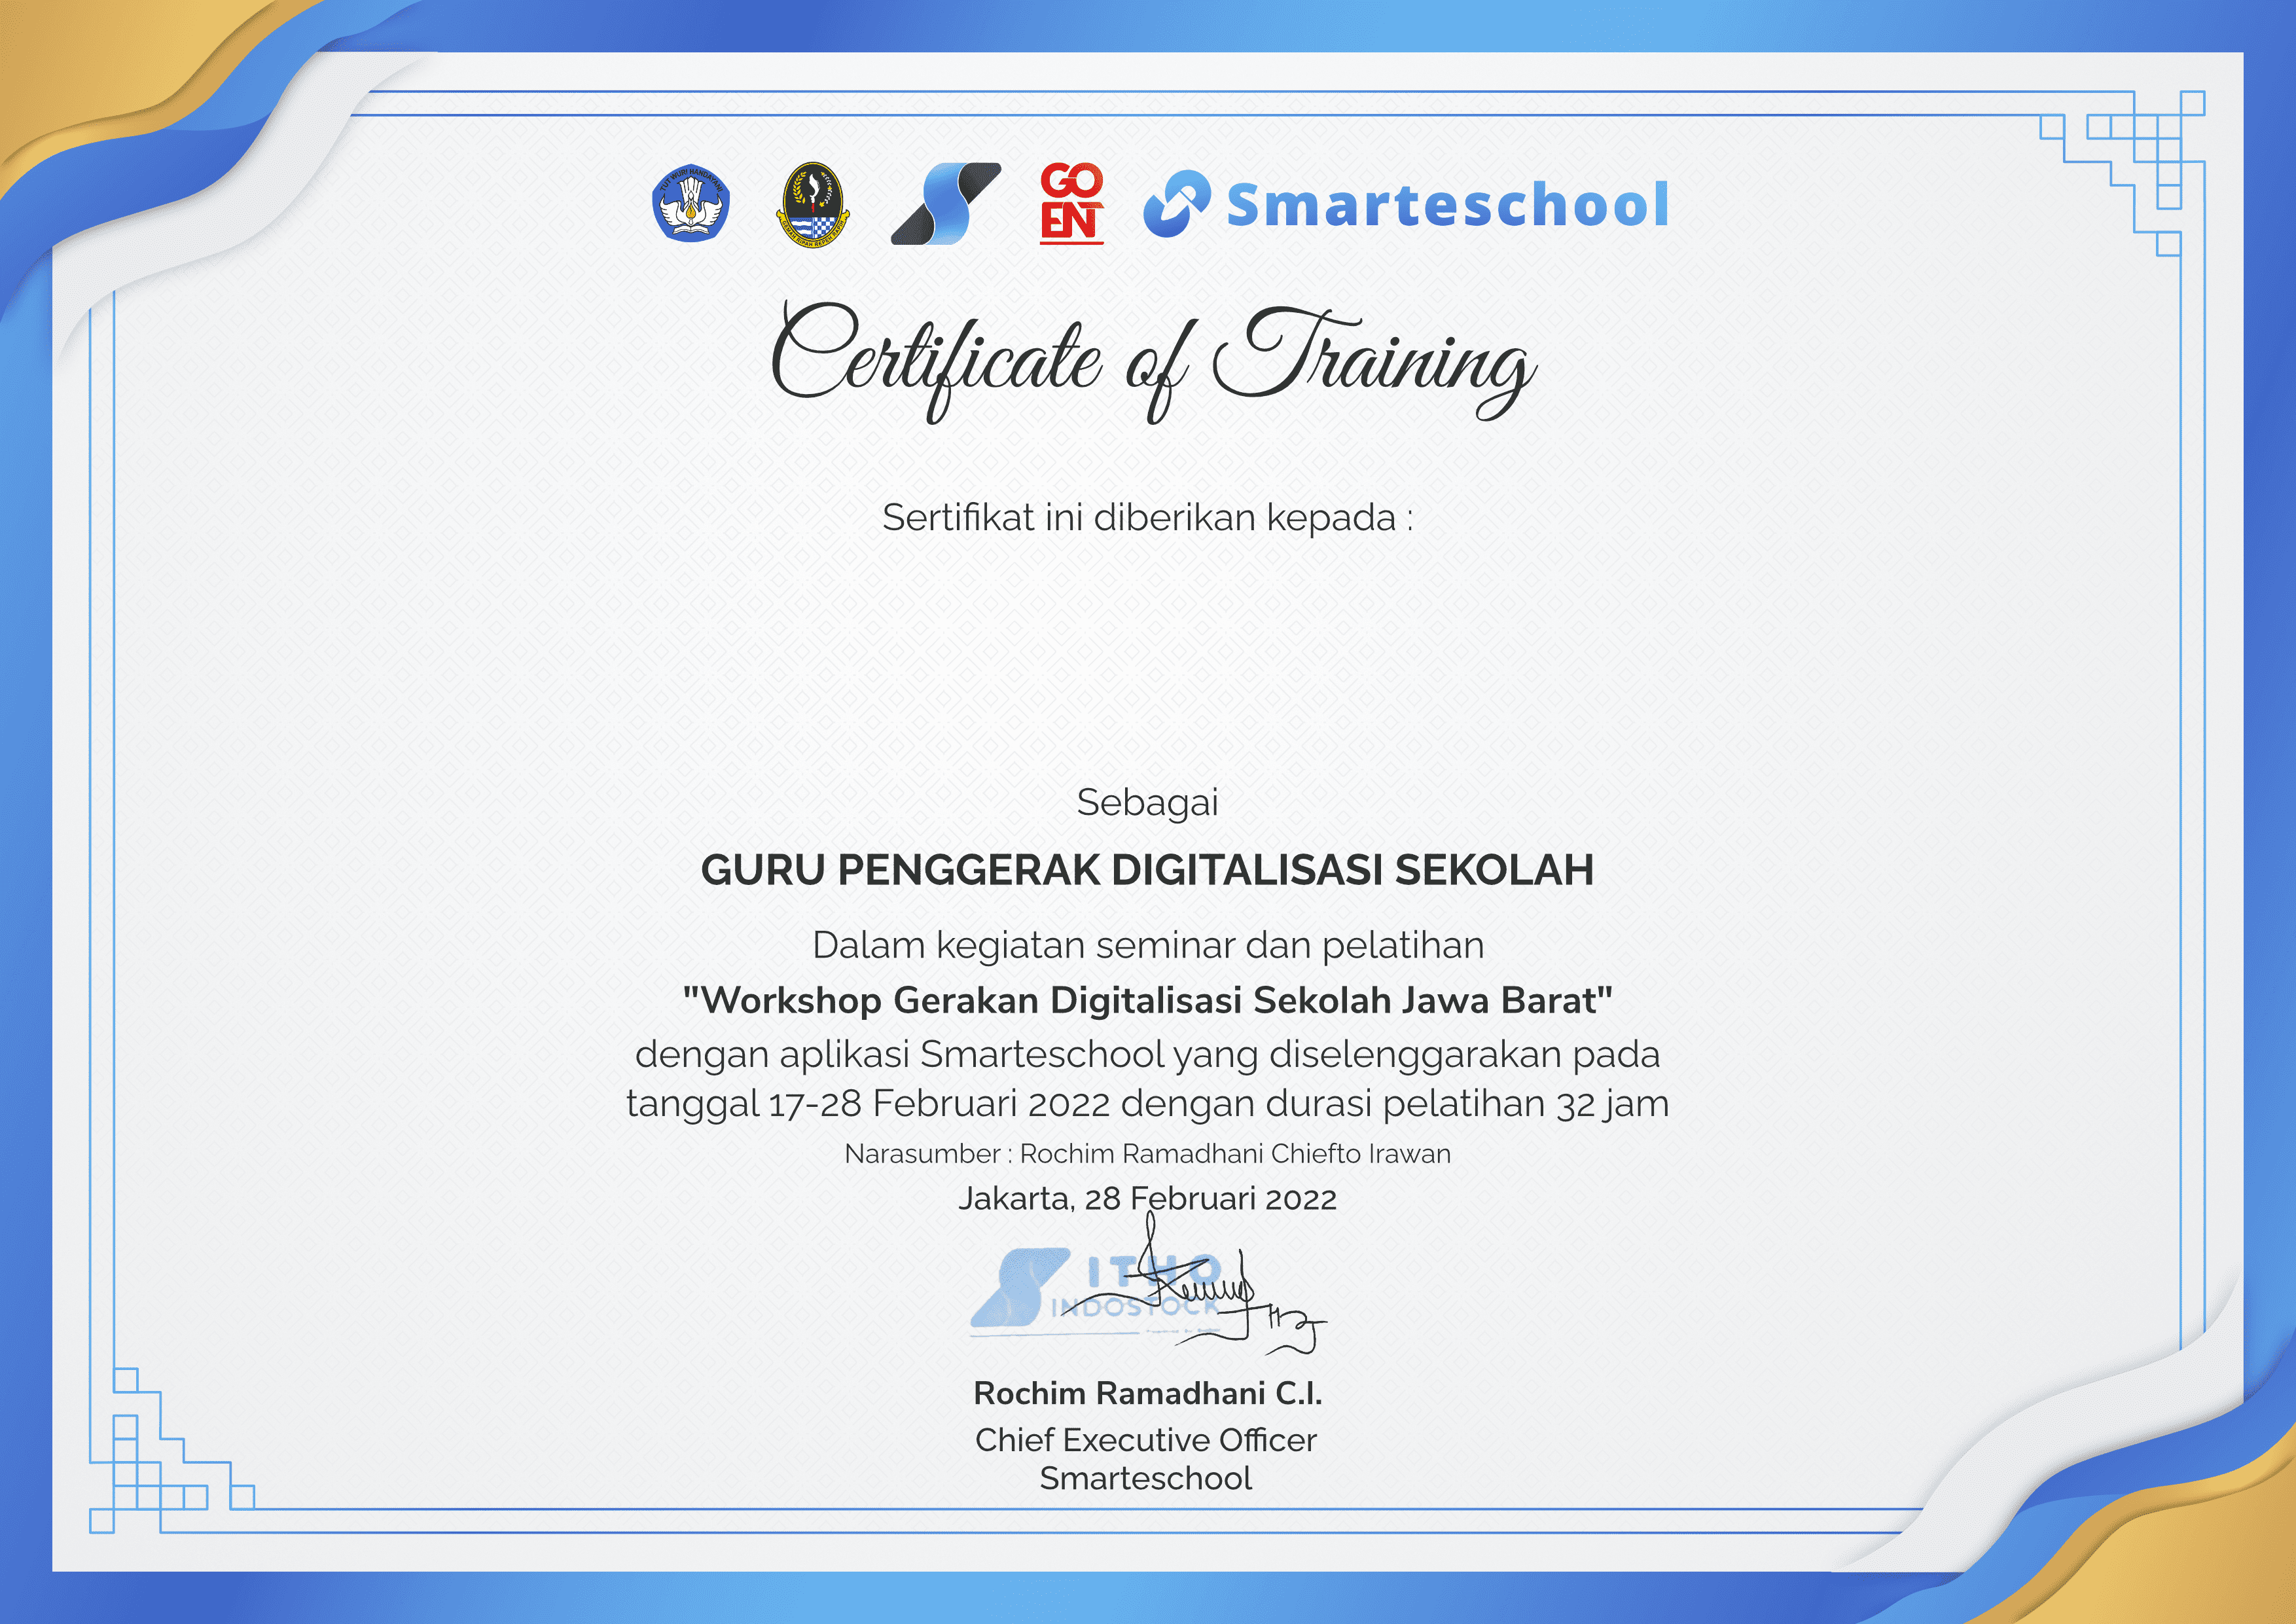 TUT WURI HANDAYANI
GO
ENT
Smarteschool
Certificate of Training
Sertifikat ini diberikan kepada :
Sebagai
GURU PENGGERAK DIGITALISASI SEKOLAH
Dalam kegiatan seminar dan pelatihan
"Workshop Gerakan Digitalisasi Sekolah Jawa Barat"
dengan aplikasi Smarteschool yang diselenggarakan pada
tanggal 17-28 Februari 2022 dengan durasi pelatihan 32 jam
Narasumber : Rochim Ramadhani Chiefto Irawan
Jakarta, 28 Februari 2022
ITHO
INDOSTOCK
Rochim Ramadhani C.I.
Chief Executive Officer
Smarteschool